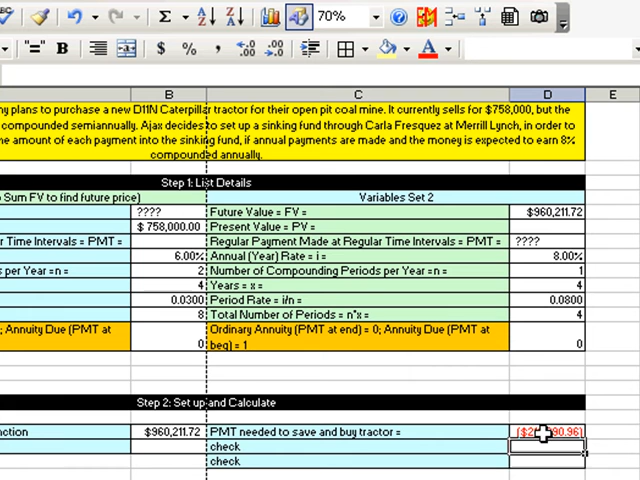 70%
"="
B
$
%
,
A
B
C
D
E
ny plans to purchase a new D11N Caterpillar tractor for their open pit coal mine. It currently sells for $758,000, but the
compounded semiannually. Ajax decides to set up a sinking fund through Carla Fresquez at Merrill Lynch, in order to
he amount of each payment into the sinking fund, if annual payments are made and the money is expected to earn 8%
compounded annually.
Step 1: List Details
Sum FV to find future price)
Variables Set 2
????
Future Value = FV =
$960,211.72
$ 758,000.00
Present Value = PV =
r Time Intervals = PMT =
Regular Payment Made at Regular Time Intervals = PMT =
????
6.00%
Annual (Year) Rate = i =
8.00%
s per Year =n =
2
Number of Compounding Periods per Year =n =
1
4
Years = x =
4
0.0300
Period Rate = i/n =
0.0800
8
Total Number of Periods = n*x =
4
; Annuity Due (PMT at
0
Ordinary Annuity (PMT at end) = 0; Annuity Due (PMT at
beg) = 1
0
Step 2: Set up and Calculate
nction
$960,211.72
PMT needed to save and buy tractor =
90.96)
check
check